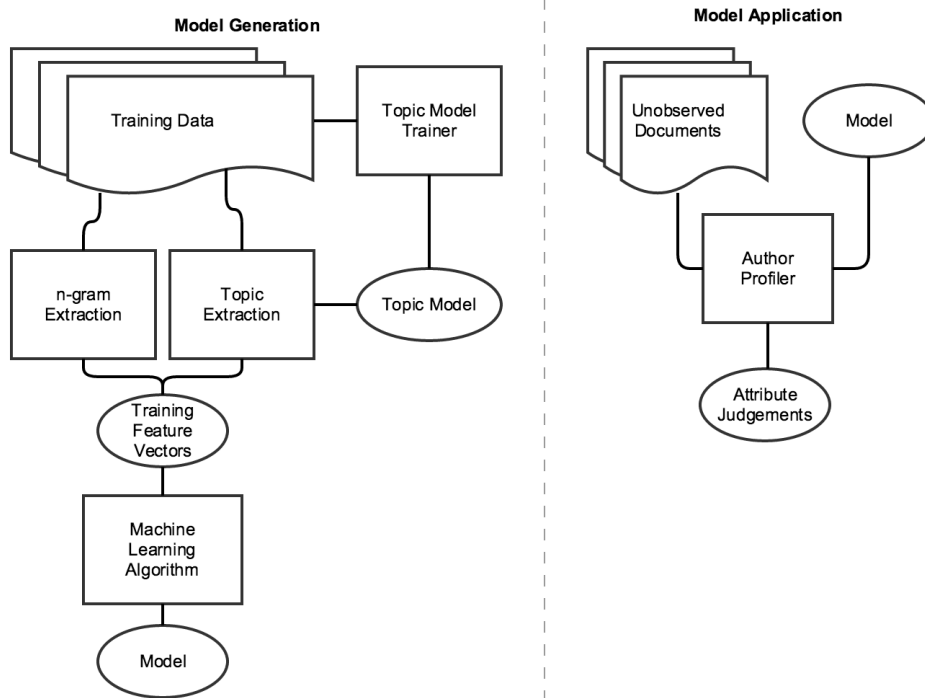 Model Generation
Training Data
Topic Model
Trainer
n-gram
Extraction
Topic
Extraction
Topic Model
Training
Feature
Vectors
Machine
Learning
Algorithm
Model
Model Application
Unobserved
Documents
Model
Author
Profiler
Attribute
Judgements